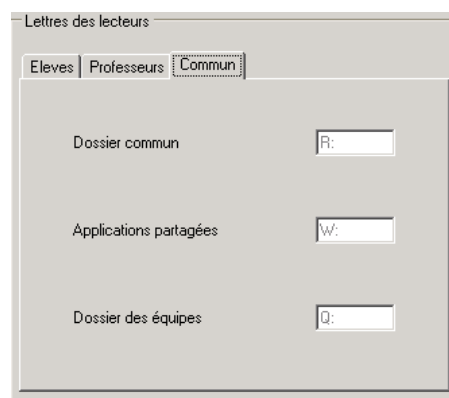 Lettres des lecteurs
Eleves Professeurs Commun
Dossier commun R:
Applications partagées W:
Dossier des équipes Q: